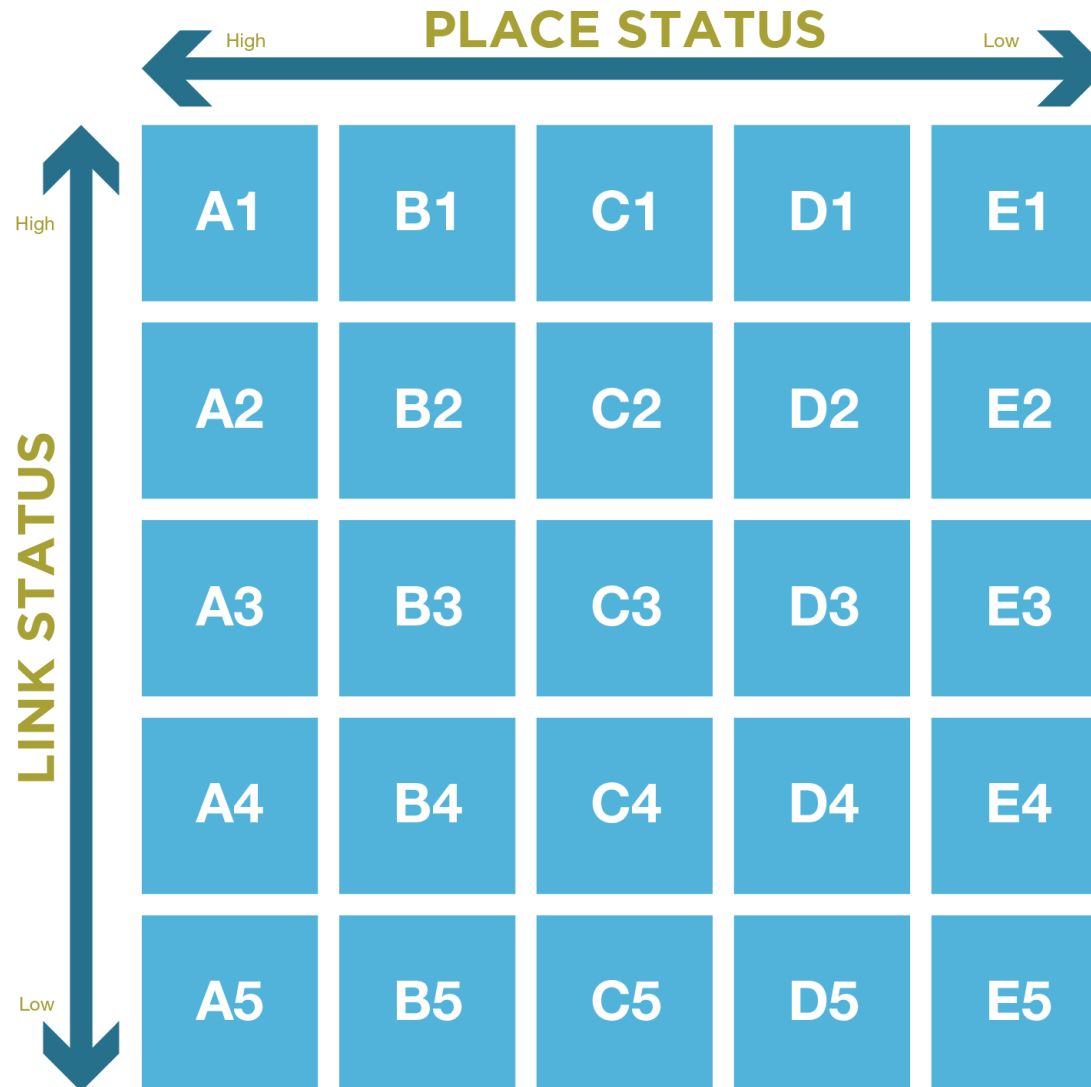 PLACE STATUS
High
Low
High
LINK STATUS
Low
A1 B1 C1 D1 E1
A2 B2 C2 D2 E2
A3 B3 C3 D3 E3
A4 B4 C4 D4 E4
A5 B5 C5 D5 E5